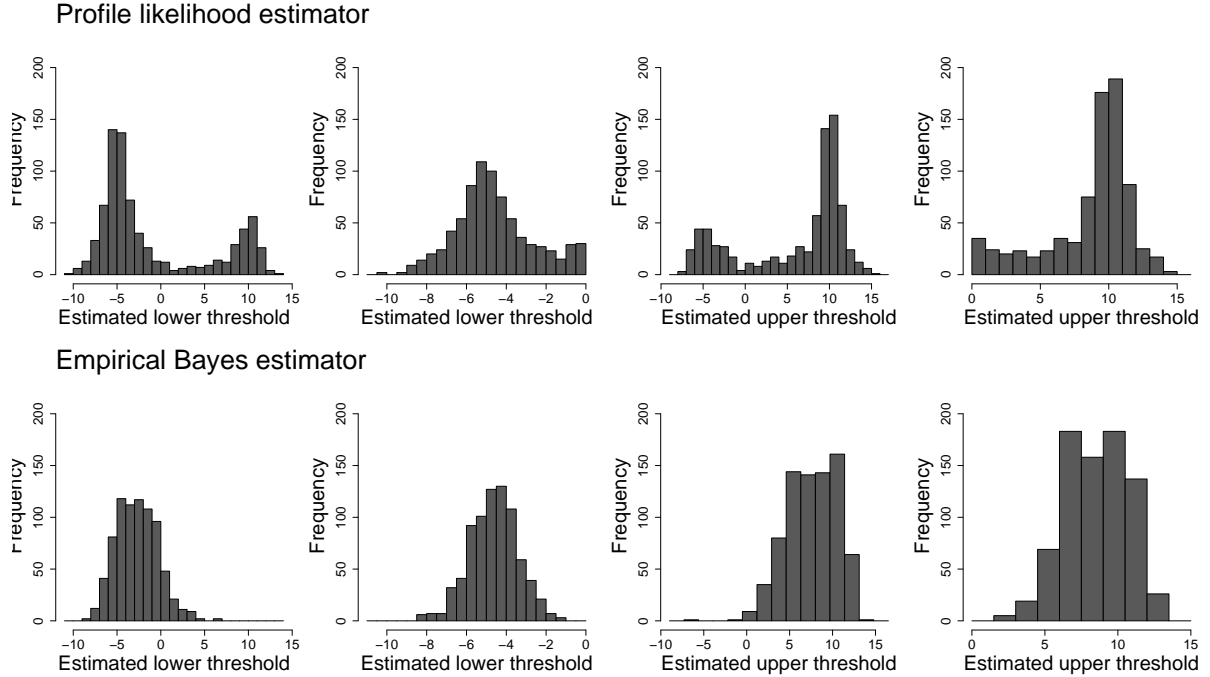 Profile likelihood estimator
Frequency
0 50 100 150 200
−10 −5 0 5 10 15
Estimated lower threshold
Frequency
0 50 100 150 200
−10 −8 −6 −4 −2 0
Estimated lower threshold
Frequency
0 50 100 150 200
−10 −5 0 5 10 15
Estimated upper threshold
Frequency
0 50 100 150 200
0 5 10 15
Estimated upper threshold
Empirical Bayes estimator
Frequency
0 50 100 150 200
−10 −5 0 5 10 15
Estimated lower threshold
Frequency
0 50 100 150 200
−10 −8 −6 −4 −2 0
Estimated lower threshold
Frequency
0 50 100 150 200
−10 −5 0 5 10 15
Estimated upper threshold
Frequency
0 50 100 150 200
5 10 15
Estimated upper threshold